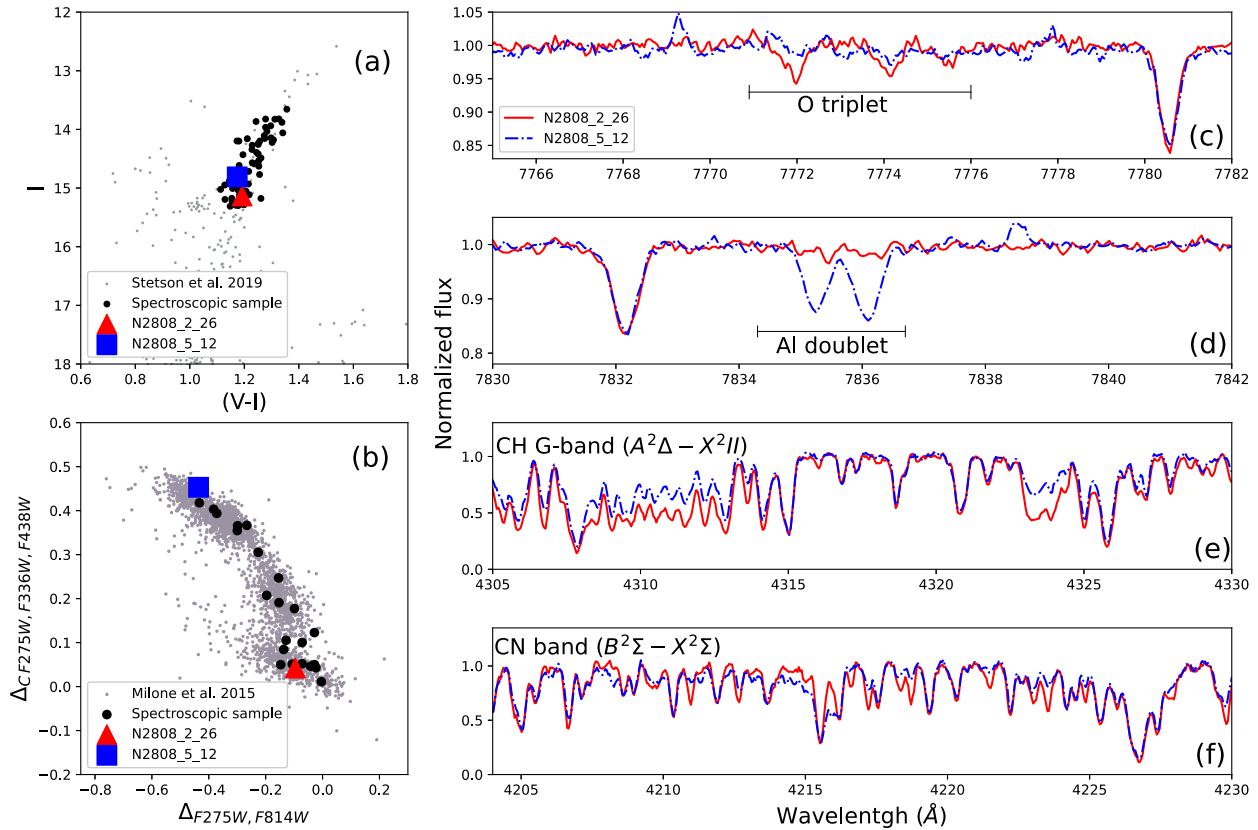 12
13
14
15
16
17
18
I
(a)
Stetson et al. 2019
Spectroscopic sample
N2808_2_26
N2808_5_12
0.6 0.8 1.0 1.2 1.4 1.6 1.8
(V-I)
0.6
0.5
0.4
0.3
0.2
0.1
0.0
−0.1
−0.2
Δ_{CF275W, F336W, F438W}
(b)
Milone et al. 2015
Spectroscopic sample
N2808_2_26
N2808_5_12
−0.8 −0.6 −0.4 −0.2 0.0 0.2
Δ_{F275W, F814W}
Normalized flux
1.05
1.00
0.95
0.90
0.85
O triplet
N2808_2_26
N2808_5_12
(c)
7766 7768 7770 7772 7774 7776 7778 7780 7782
1.0
0.9
0.8
Al doublet
(d)
7830 7832 7834 7836 7838 7840 7842
CH G-band (A²Δ − X²II)
1.0
0.5
0.0
(e)
4305 4310 4315 4320 4325 4330
CN band (B²Σ − X²Σ)
1.0
0.5
0.0
(f)
4205 4210 4215 4220 4225 4230
Wavelentgh (Å)